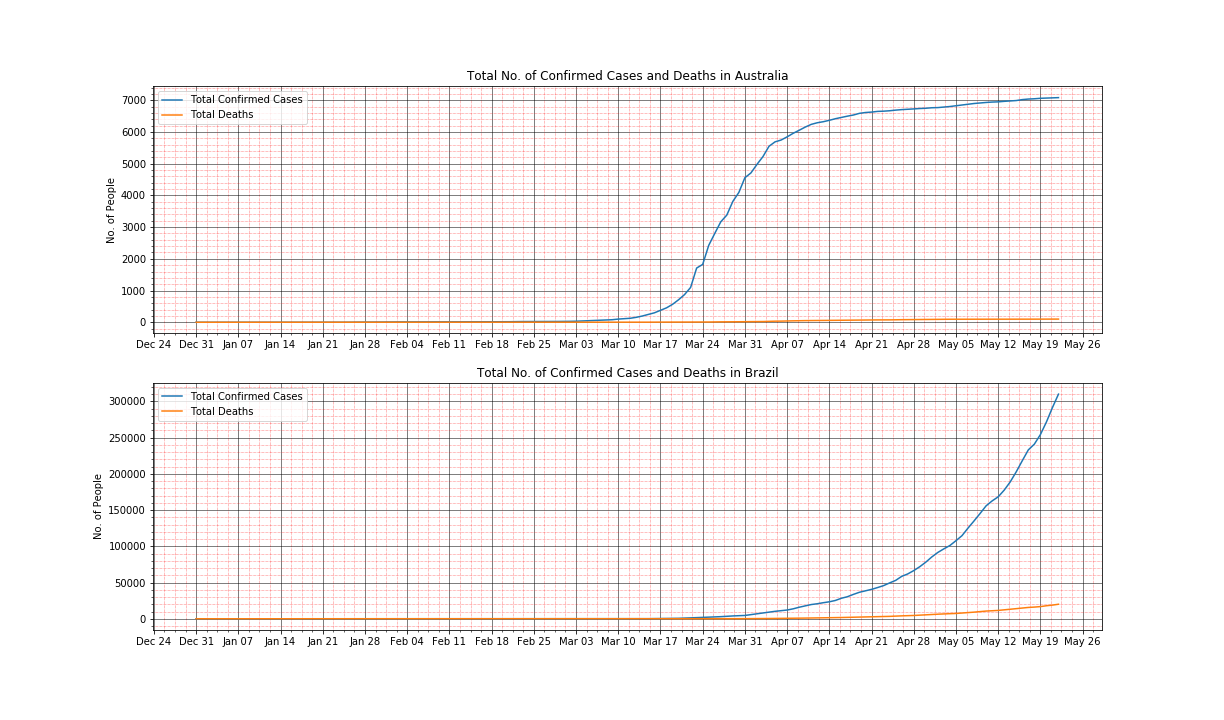 Total No. of Confirmed Cases and Deaths in Australia
Total Confirmed Cases
Total Deaths
No. of People
7000
6000
5000
4000
3000
2000
1000
0
Dec 24 Dec 31 Jan 07 Jan 14 Jan 21 Jan 28 Feb 04 Feb 11 Feb 18 Feb 25 Mar 03 Mar 10 Mar 17 Mar 24 Mar 31 Apr 07 Apr 14 Apr 21 Apr 28 May 05 May 12 May 19 May 26
Total No. of Confirmed Cases and Deaths in Brazil
Total Confirmed Cases
Total Deaths
No. of People
300000
250000
200000
150000
100000
50000
0
Dec 24 Dec 31 Jan 07 Jan 14 Jan 21 Jan 28 Feb 04 Feb 11 Feb 18 Feb 25 Mar 03 Mar 10 Mar 17 Mar 24 Mar 31 Apr 07 Apr 14 Apr 21 Apr 28 May 05 May 12 May 19 May 26